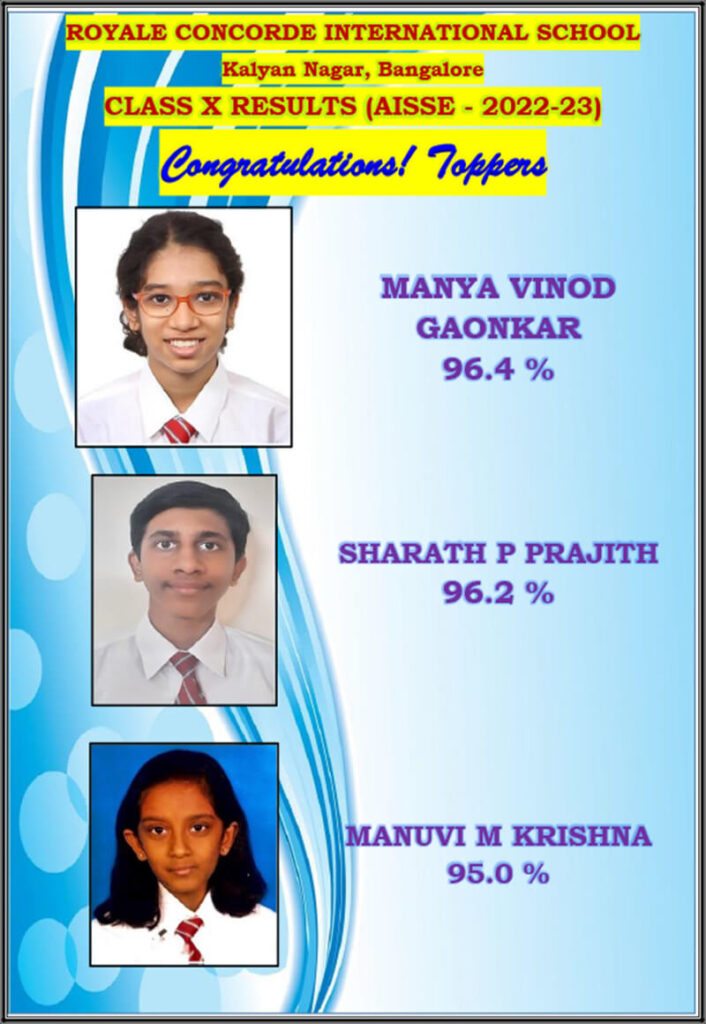 ROYALE CONCORDE INTERNATIONAL SCHOOL
Kalyan Nagar, Bangalore
CLASS X RESULTS (AISSE - 2022-23)
Congratulations! Toppers
MANYA VINOD
GAONKAR
96.4 %
SHARATH P PRAJITH
96.2 %
MANUVI M KRISHNA
95.0 %